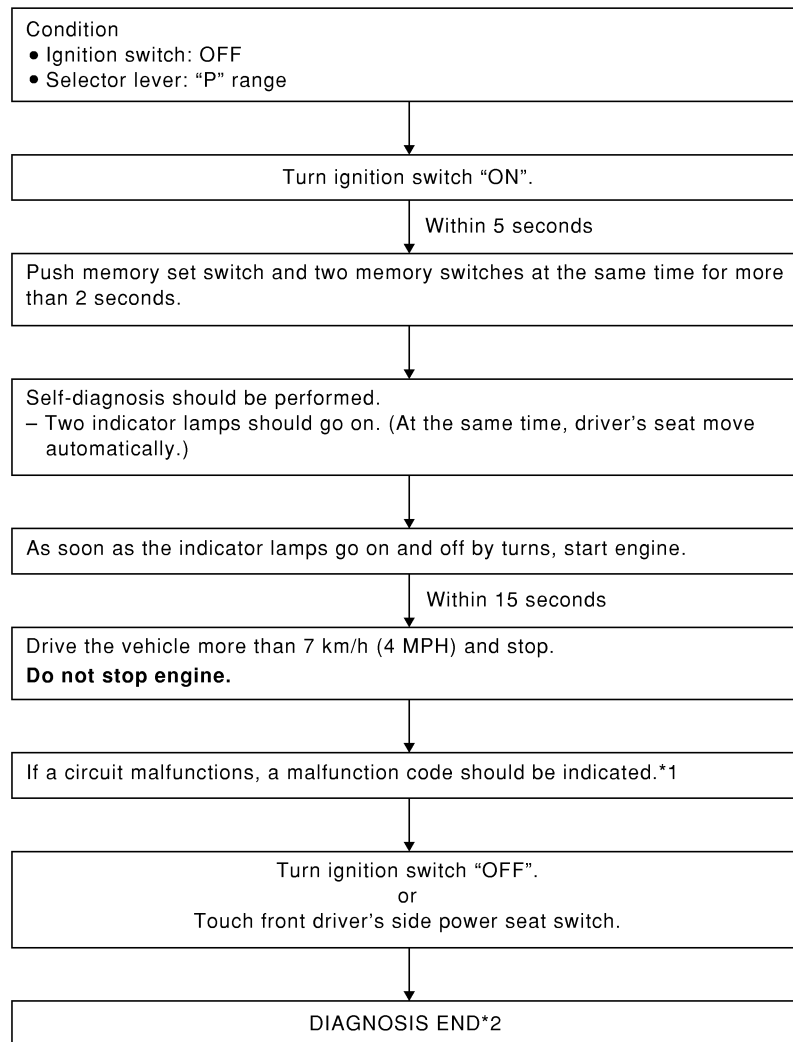 Condition
● Ignition switch: OFF
● Selector lever: “P” range
Turn ignition switch “ON”.
Within 5 seconds
Push memory set switch and two memory switches at the same time for more
than 2 seconds.
Self-diagnosis should be performed.
– Two indicator lamps should go on. (At the same time, driver’s seat move
automatically.)
As soon as the indicator lamps go on and off by turns, start engine.
Within 15 seconds
Drive the vehicle more than 7 km/h (4 MPH) and stop.
Do not stop engine.
If a circuit malfunctions, a malfunction code should be indicated.*1
Turn ignition switch “OFF”.
or
Touch front driver’s side power seat switch.
DIAGNOSIS END*2